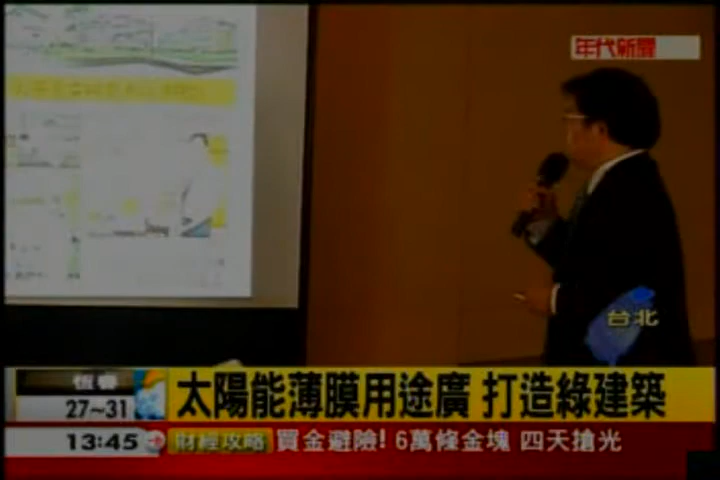 年代新聞
台北
恆春
太陽能薄膜用途廣 打造綠建築
27~31
13:45
財經攻略
買金避險! 6萬條金塊 四天搶光